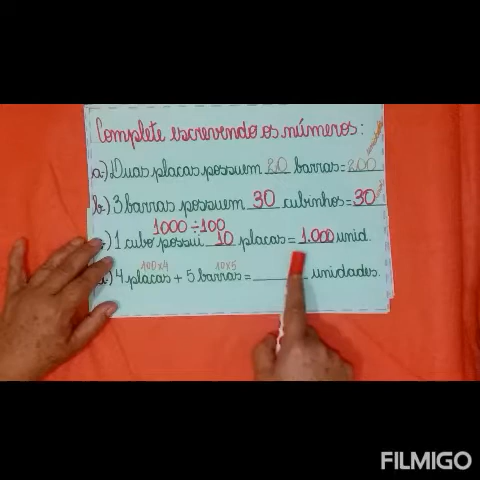 Complete escrevendo os números:
a.) Duas placas possuem 20 barras = 200
b.) 3 barras possuem 30 cubinhos = 30
1000 ÷ 100
c.) 1 cubo possui 10 placas = 1.000 unid.
100x4 10x5
d.) 4 placas + 5 barras = ______ unidades.
FILMIGO